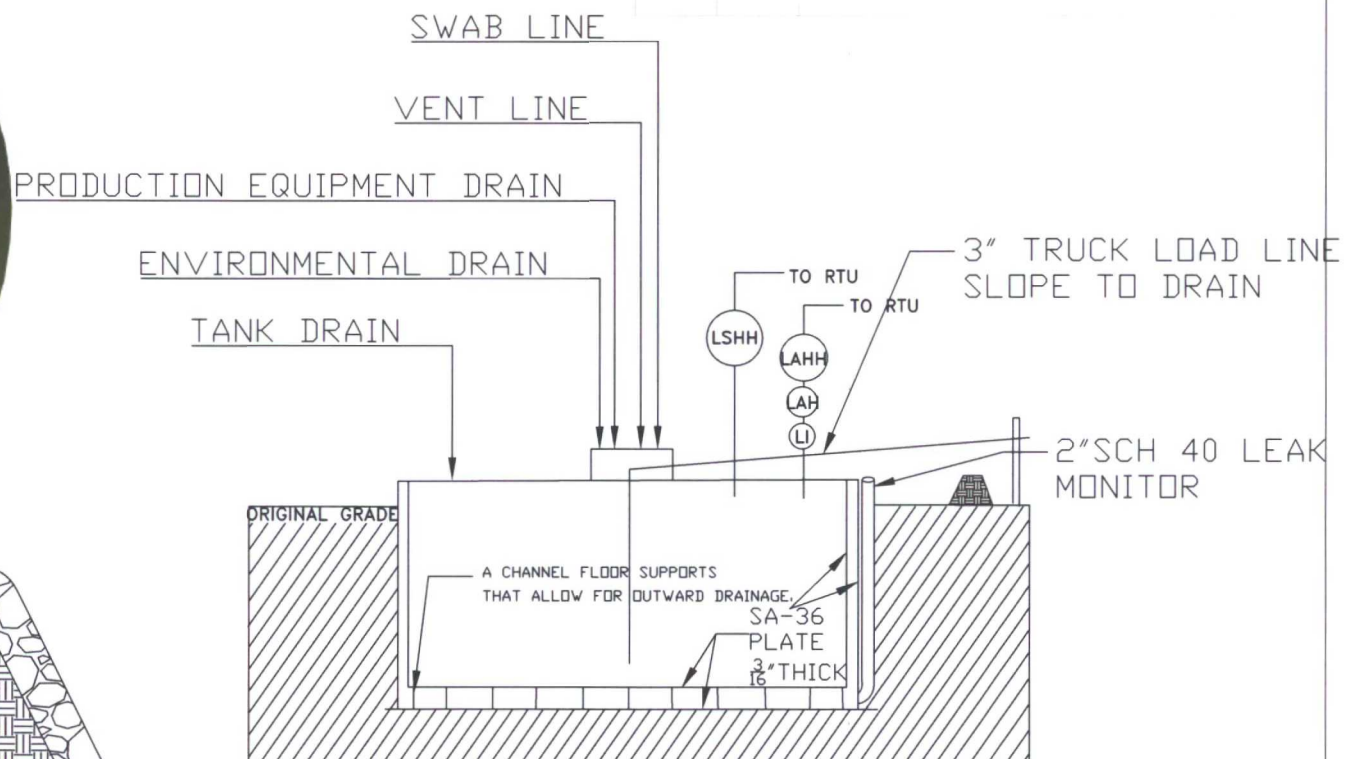 SWAB LINE
VENT LINE
PRODUCTION EQUIPMENT DRAIN
ENVIRONMENTAL DRAIN
TANK DRAIN
TO RTU
TO RTU
3" TRUCK LOAD LINE
SLOPE TO DRAIN
LSHH
LAHH
LAH
LI
2"SCH 40 LEAK
MONITOR
ORIGINAL GRADE
A CHANNEL FLOOR SUPPORTS
THAT ALLOW FOR OUTWARD DRAINAGE.
SA-36
PLATE
3/16"THICK